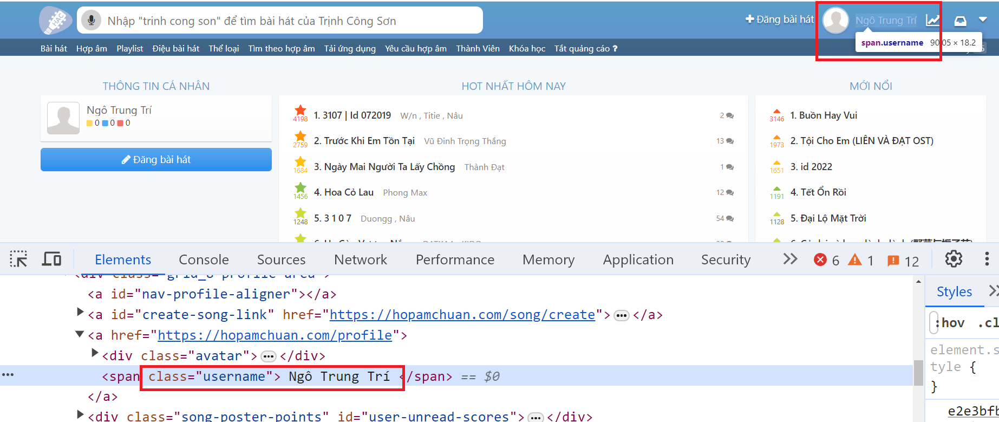 HAC
Nhập "trinh cong son" để tìm bài hát của Trịnh Công Sơn
Đăng bài hát
Ngô Trung Trí
span.username 90.05 × 18.2
Bài hát Hợp âm Playlist Điệu bài hát Thể loại Tìm theo hợp âm Tải ứng dụng Yêu cầu hợp âm Thành Viên Khóa học Tắt quảng cáo ?
THÔNG TIN CÁ NHÂN
Ngô Trung Trí
0 0 0
Đăng bài hát
HOT NHẤT HÔM NAY
4198 1. 3107 | Id 072019 W/n , Titie , Nâu 2
2759 2. Trước Khi Em Tồn Tại Vũ Đinh Trọng Thắng 13
1684 3. Ngày Mai Người Ta Lấy Chồng Thành Đạt 1
1456 4. Hoa Cỏ Lau Phong Max 12
1248 5. 3 1 0 7 Duongg , Nâu 54
MỚI NỔI
3146 1. Buồn Hay Vui
1973 2. Tội Cho Em (LIÊN VÀ ĐẠT OST)
1651 3. id 2022
1191 4. Tết Ổn Rồi
1128 5. Đại Lộ Mặt Trời
Elements Console Sources Network Performance Memory Application Security 6 1 12
<div class="grid_8 profile-area">
<a id="nav-profile-aligner"></a>
<a id="create-song-link" href="https://hopamchuan.com/song/create">…</a>
<a href="https://hopamchuan.com/profile">
<div class="avatar">…</div>
<span class="username"> Ngô Trung Trí </span> == $0
</a>
<div class="song-poster-points" id="user-unread-scores">…</div>
Styles
:hov .cl
element.s
tyle {
}
e2e3bfb